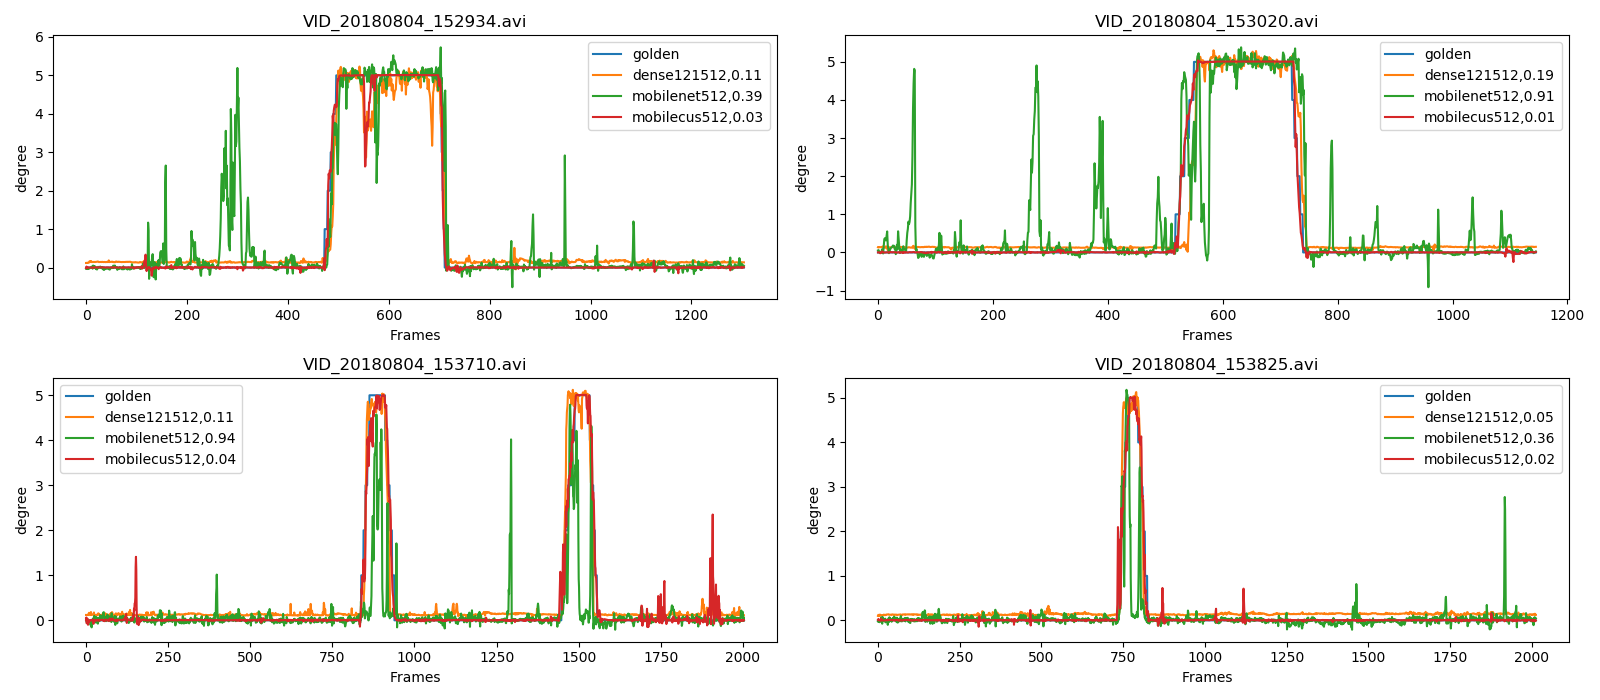 VID_20180804_152934.avi
6
5
4
3
2
1
0
degree
0 200 400 600 800 1000 1200
Frames
golden
dense121512,0.11
mobilenet512,0.39
mobilecus512,0.03
VID_20180804_153020.avi
5
4
3
2
1
0
−1
degree
0 200 400 600 800 1000 1200
Frames
golden
dense121512,0.19
mobilenet512,0.91
mobilecus512,0.01
VID_20180804_153710.avi
5
4
3
2
1
0
degree
0 250 500 750 1000 1250 1500 1750 2000
Frames
golden
dense121512,0.11
mobilenet512,0.94
mobilecus512,0.04
VID_20180804_153825.avi
5
4
3
2
1
0
degree
0 250 500 750 1000 1250 1500 1750 2000
Frames
golden
dense121512,0.05
mobilenet512,0.36
mobilecus512,0.02